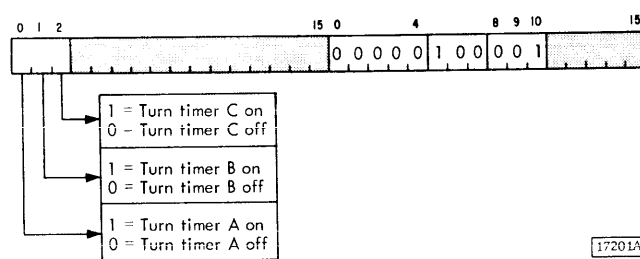 0 1 2 15 0 4 8 9 10 15
0 0 0 0 0 1 0 0 0 0 1
1 = Turn timer C on
0 - Turn timer C off
1 = Turn timer B on
0 = Turn timer B off
1 = Turn timer A on
0 = Turn timer A off
17201A